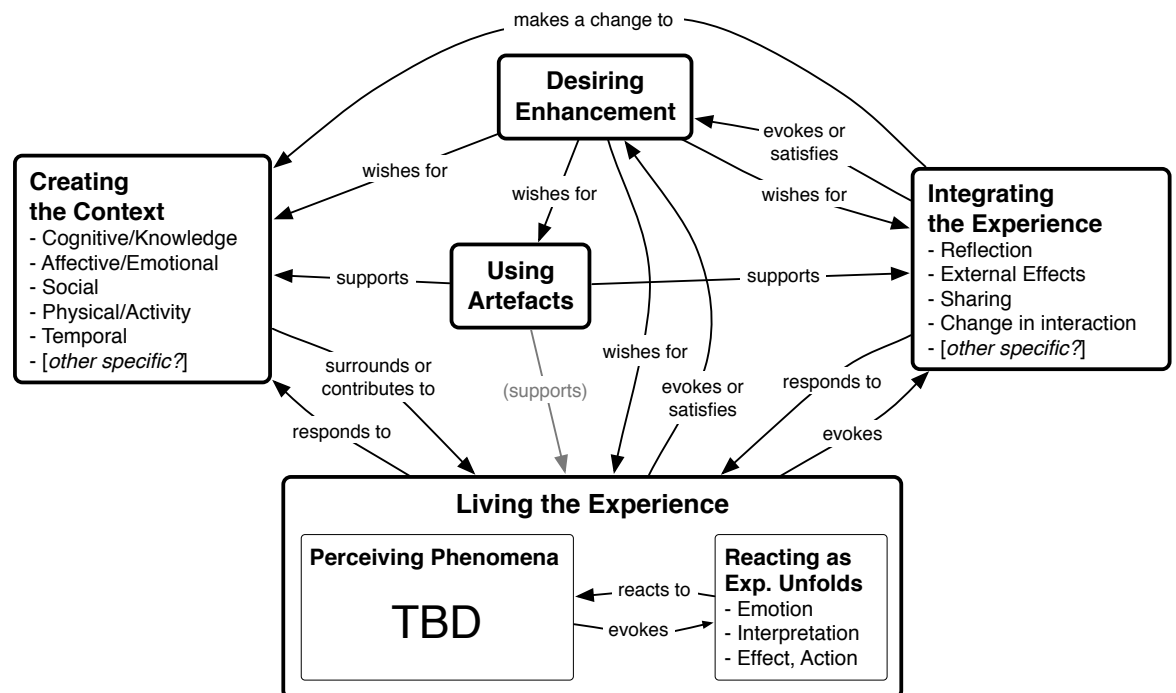 makes a change to
Desiring
Enhancement
evokes or
satisfies
wishes for
wishes for
wishes for
Creating
the Context
- Cognitive/Knowledge
- Affective/Emotional
- Social
- Physical/Activity
- Temporal
- [other specific?]
Integrating
the Experience
- Reflection
- External Effects
- Sharing
- Change in interaction
- [other specific?]
supports
Using
Artefacts
supports
surrounds or
contributes to
(supports)
wishes for
evokes or
satisfies
responds to
responds to
evokes
Living the Experience
Perceiving Phenomena
TBD
reacts to
evokes
Reacting as
Exp. Unfolds
- Emotion
- Interpretation
- Effect, Action